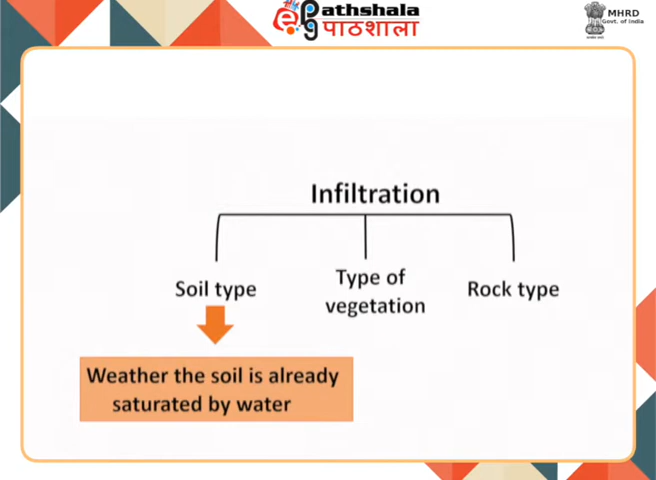 Pathshala
पाठशाला
MHRD
Govt. of India
Infiltration
Soil type
Type of
vegetation
Rock type
Weather the soil is already
saturated by water